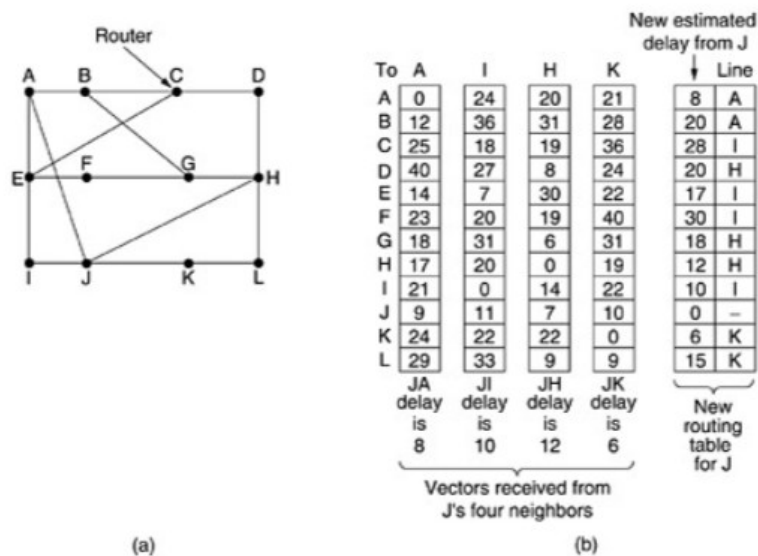 Router
A B C D
E F G H
I J K L
(a)
New estimated
delay from J
To A I H K Line
A 0 24 20 21 8 A
B 12 36 31 28 20 A
C 25 18 19 36 28 I
D 40 27 8 24 20 H
E 14 7 30 22 17 I
F 23 20 19 40 30 I
G 18 31 6 31 18 H
H 17 20 0 19 12 H
I 21 0 14 22 10 I
J 9 11 7 10 0 –
K 24 22 22 0 6 K
L 29 33 9 9 15 K
JA JI JH JK
delay delay delay delay
is is is is
8 10 12 6
New
routing
table
for J
Vectors received from
J's four neighbors
(b)